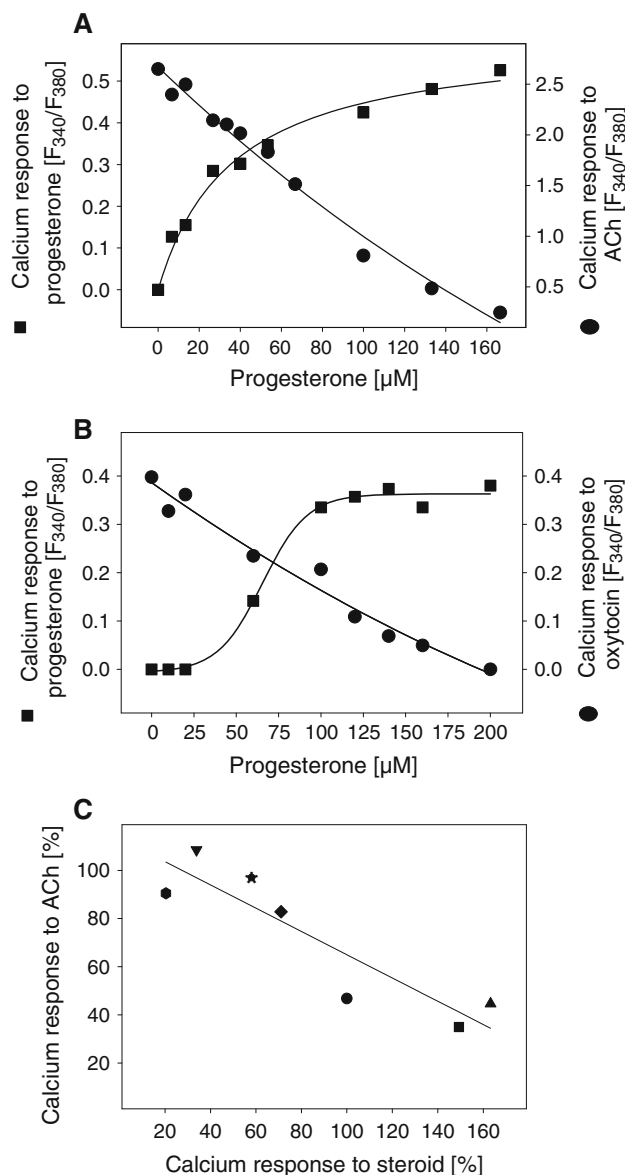 A
Calcium response to
progesterone [F340/F380]
0.5
0.4
0.3
0.2
0.1
0.0
2.5
2.0
1.5
1.0
0.5
Calcium response to
ACh [F340/F380]
0 20 40 60 80 100 120 140 160
Progesterone [µM]
B
Calcium response to
progesterone [F340/F380]
0.4
0.3
0.2
0.1
0.0
0.4
0.3
0.2
0.1
0.0
Calcium response to
oxytocin [F340/F380]
0 25 50 75 100 125 150 175 200
Progesterone [µM]
C
Calcium response to ACh [%]
100
80
60
40
20
20 40 60 80 100 120 140 160
Calcium response to steroid [%]